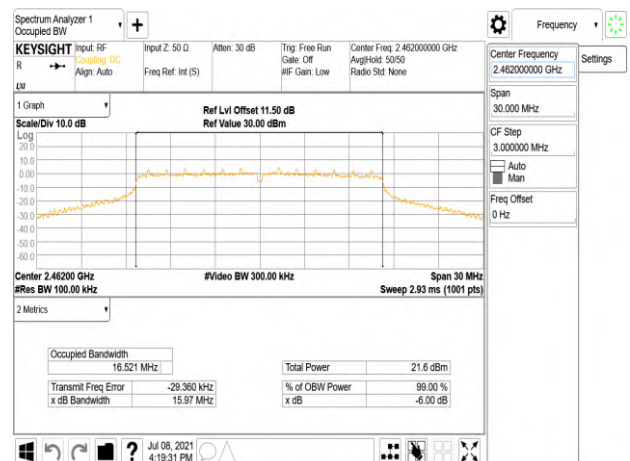 Spectrum Analyzer 1
Occupied BW
Frequency
KEYSIGHT
R
LXI
Input: RF
Coupling: DC
Align: Auto
Input Z: 50 Ω
Freq Ref: Int (S)
Atten: 30 dB
Trig: Free Run
Gate: Off
#IF Gain: Low
Center Freq: 2.462000000 GHz
Avg|Hold: 50/50
Radio Std: None
Center Frequency
2.462000000 GHz
Settings
Span
30.000 MHz
CF Step
3.000000 MHz
Auto
Man
Freq Offset
0 Hz
1 Graph
Scale/Div 10.0 dB
Ref Lvl Offset 11.50 dB
Ref Value 30.00 dBm
Log
20.0
10.0
0.00
-10.0
-20.0
-30.0
-40.0
-50.0
-60.0
Center 2.46200 GHz
#Res BW 100.00 kHz
#Video BW 300.00 kHz
Span 30 MHz
Sweep 2.93 ms (1001 pts)
2 Metrics
Occupied Bandwidth
16.521 MHz
Total Power 21.6 dBm
Transmit Freq Error -29.360 kHz
% of OBW Power 99.00 %
x dB Bandwidth 15.97 MHz
x dB -6.00 dB
?
Jul 08, 2021
4:19:31 PM